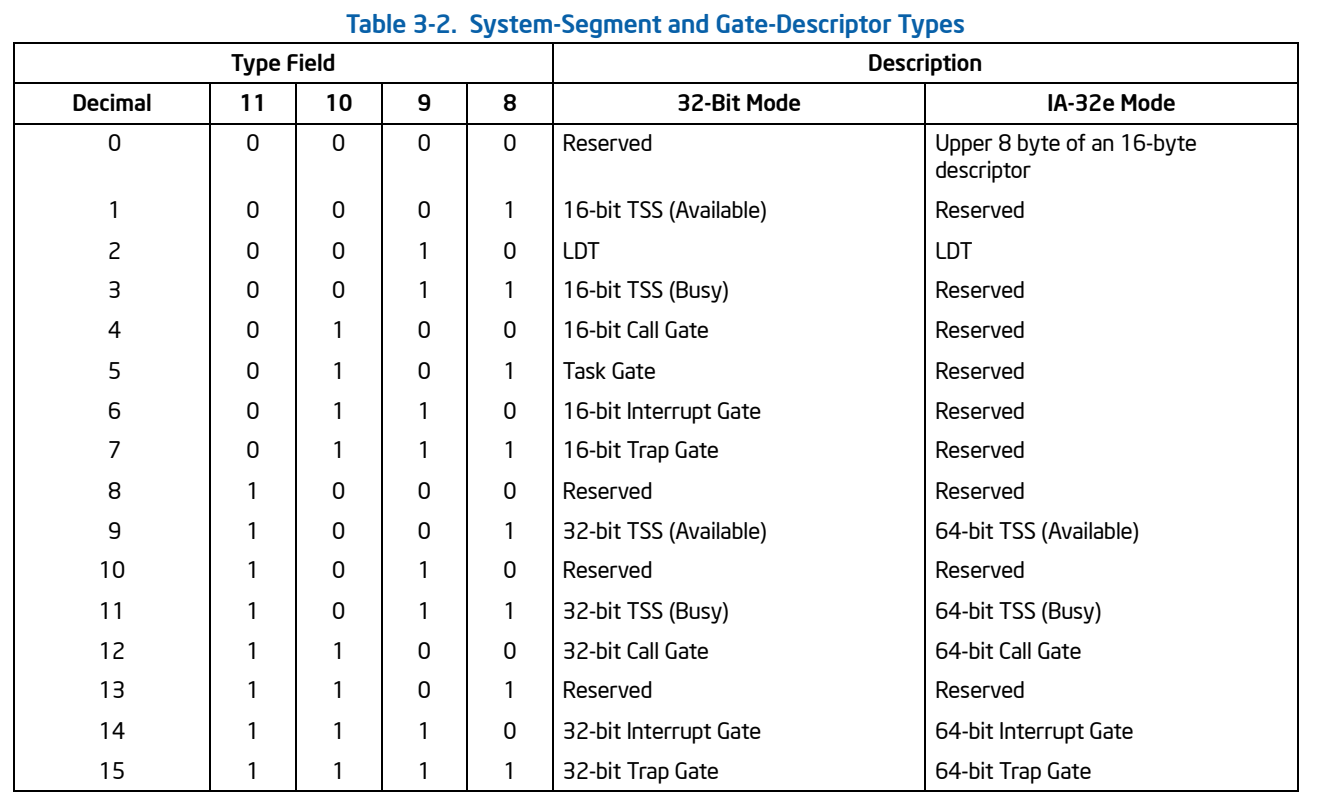 Table 3-2. System-Segment and Gate-Descriptor Types
Type Field Description
Decimal 11 10 9 8 32-Bit Mode IA-32e Mode
0 0 0 0 0 Reserved Upper 8 byte of an 16-byte
descriptor
1 0 0 0 1 16-bit TSS (Available) Reserved
2 0 0 1 0 LDT LDT
3 0 0 1 1 16-bit TSS (Busy) Reserved
4 0 1 0 0 16-bit Call Gate Reserved
5 0 1 0 1 Task Gate Reserved
6 0 1 1 0 16-bit Interrupt Gate Reserved
7 0 1 1 1 16-bit Trap Gate Reserved
8 1 0 0 0 Reserved Reserved
9 1 0 0 1 32-bit TSS (Available) 64-bit TSS (Available)
10 1 0 1 0 Reserved Reserved
11 1 0 1 1 32-bit TSS (Busy) 64-bit TSS (Busy)
12 1 1 0 0 32-bit Call Gate 64-bit Call Gate
13 1 1 0 1 Reserved Reserved
14 1 1 1 0 32-bit Interrupt Gate 64-bit Interrupt Gate
15 1 1 1 1 32-bit Trap Gate 64-bit Trap Gate